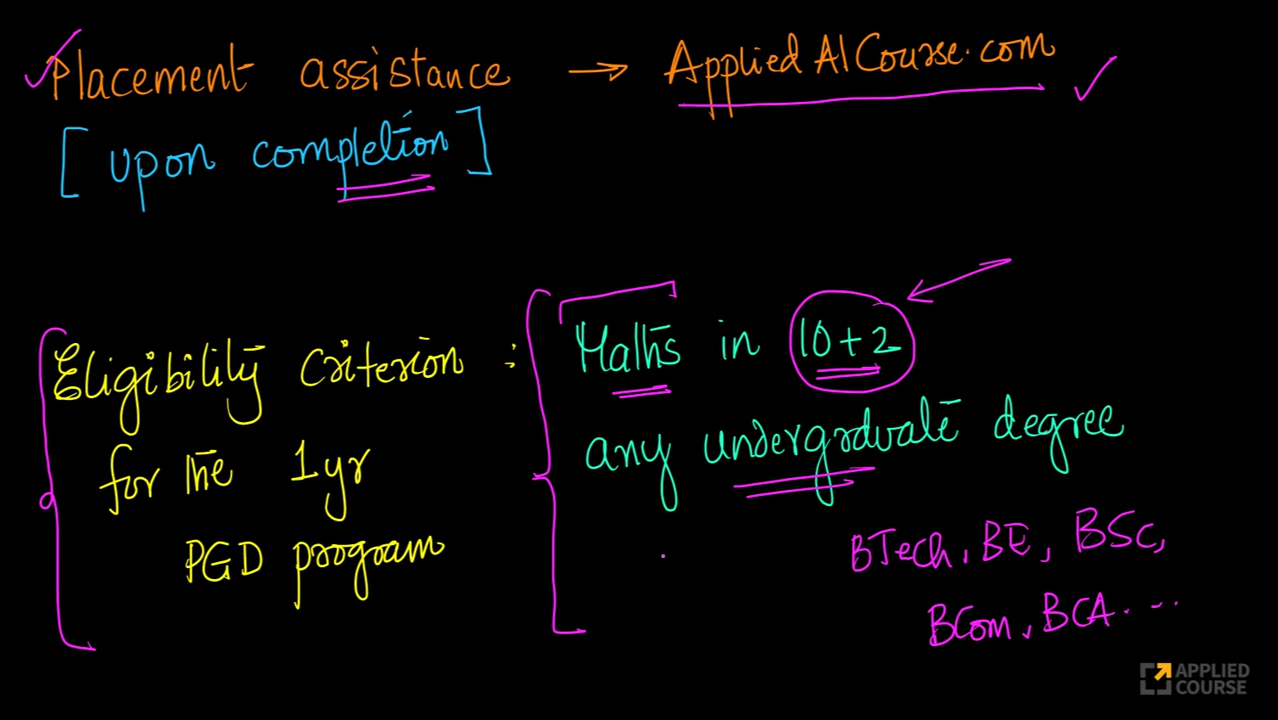 Placement assistance → AppliedAICourse.com
[upon completion]
Eligibility Criterion : Maths in 10+2
any undergraduate degree
for the 1yr
PGD program
BTech, BE, BSc,
BCom, BCA. ...
APPLIED
COURSE